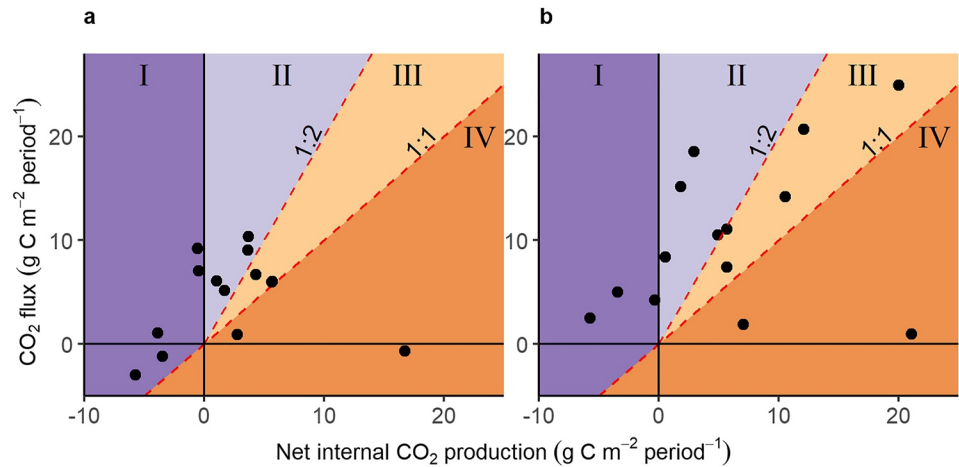 a b
I II III IV 1:2 1:1
I II III IV 1:2 1:1
CO₂ flux (g C m⁻² period⁻¹)
20
10
0
20
10
0
-10 0 10 20
-10 0 10 20
Net internal CO₂ production (g C m⁻² period⁻¹)